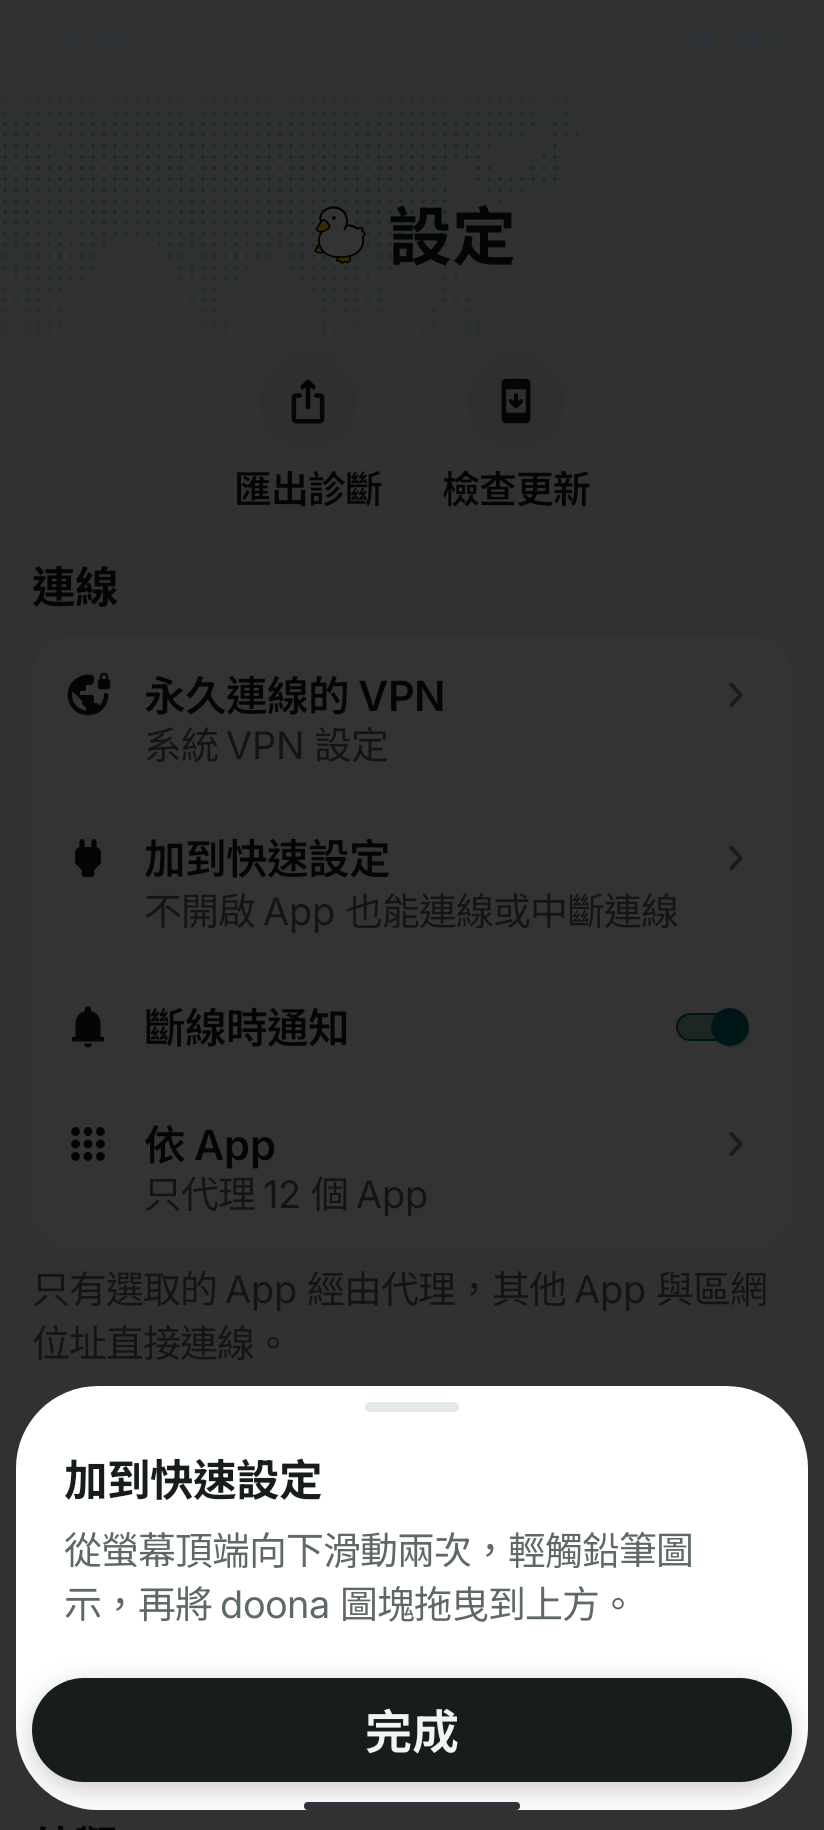 設定
匯出診斷
檢查更新
連線
永久連線的 VPN
系統 VPN 設定
加到快速設定
不開啟 App 也能連線或中斷連線
斷線時通知
依 App
只代理 12 個 App
只有選取的 App 經由代理，其他 App 與區網
位址直接連線。
加到快速設定
從螢幕頂端向下滑動兩次，輕觸鉛筆圖
示，再將 doona 圖塊拖曳到上方。
完成